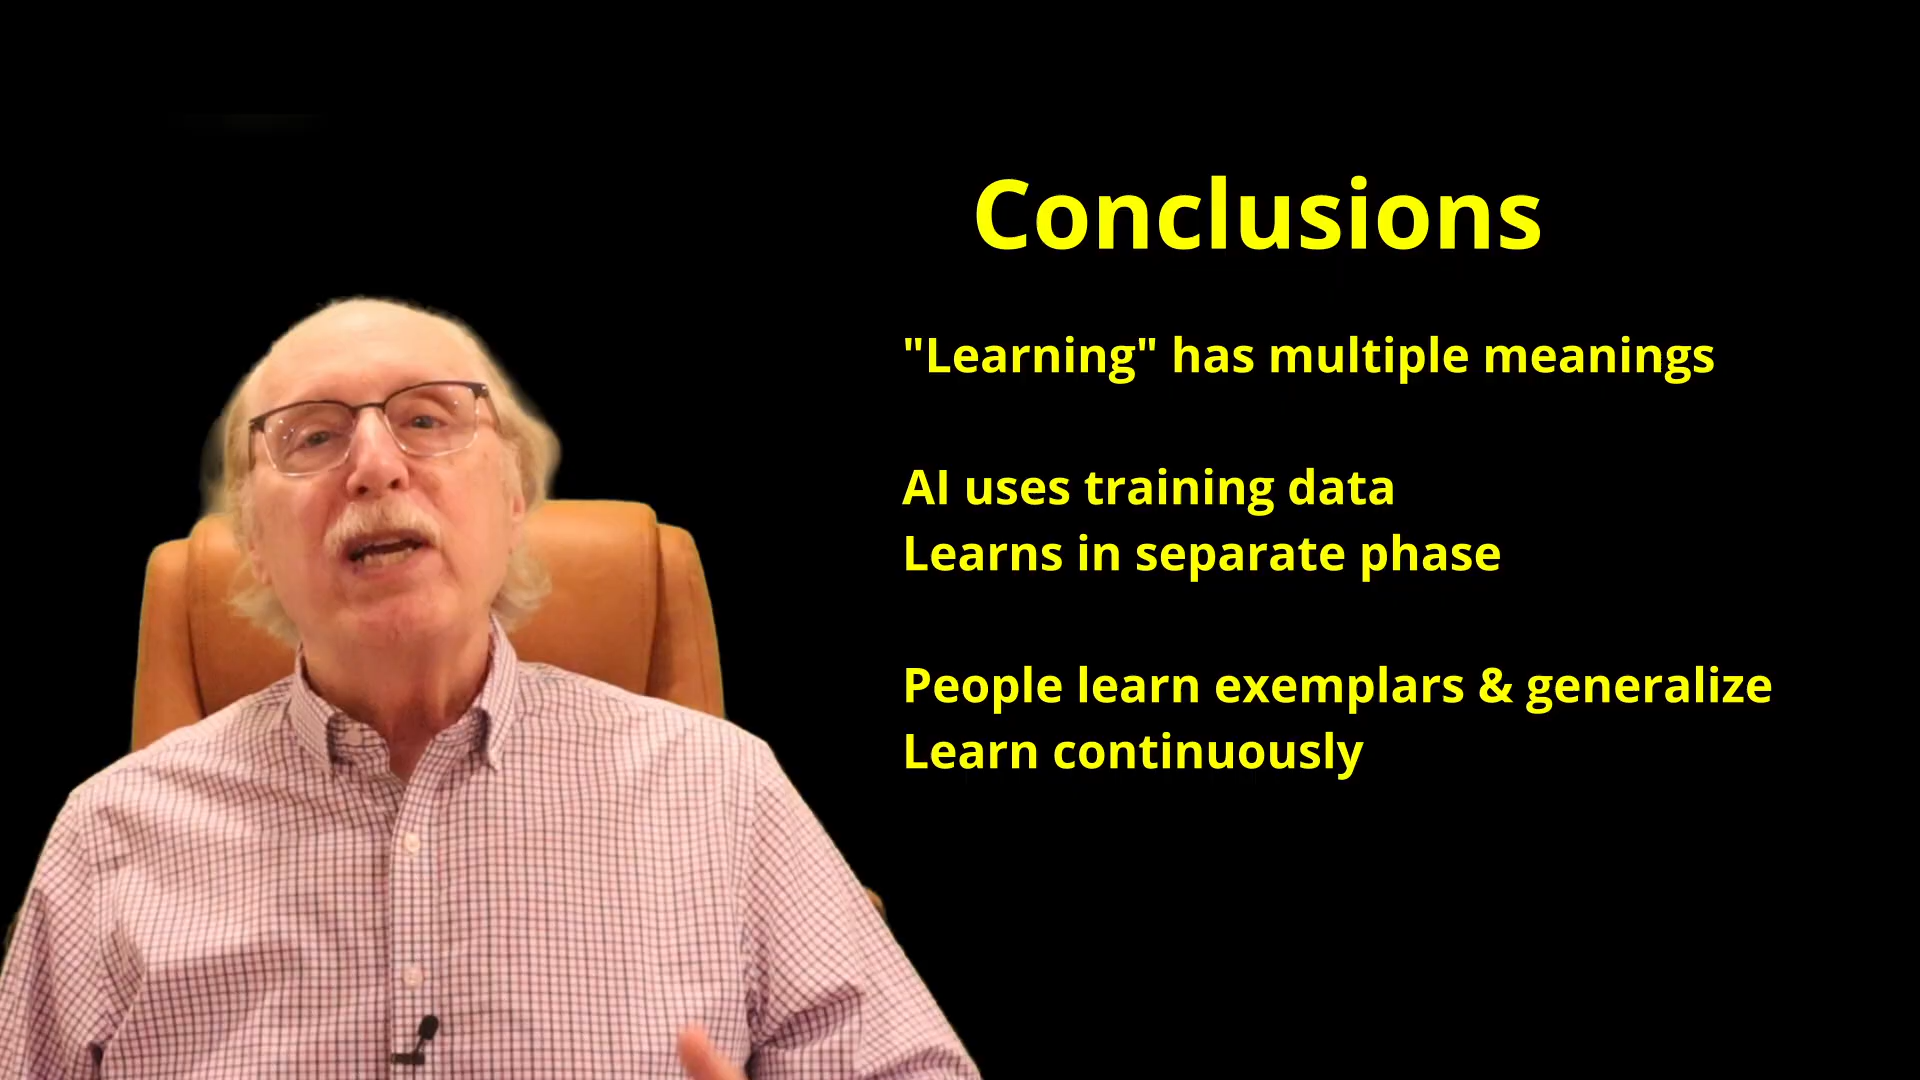 Conclusions
"Learning" has multiple meanings
AI uses training data
Learns in separate phase
People learn exemplars & generalize
Learn continuously